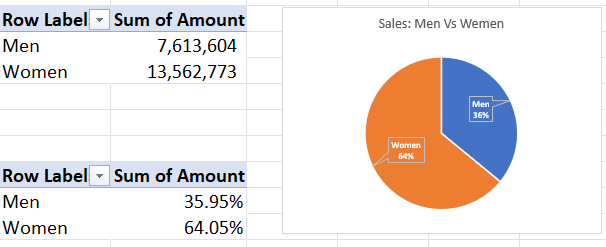 Row Label Sum of Amount
Men 7,613,604
Women 13,562,773
Row Label Sum of Amount
Men 35.95%
Women 64.05%
Sales: Men Vs Women
Men
36%
Women
64%